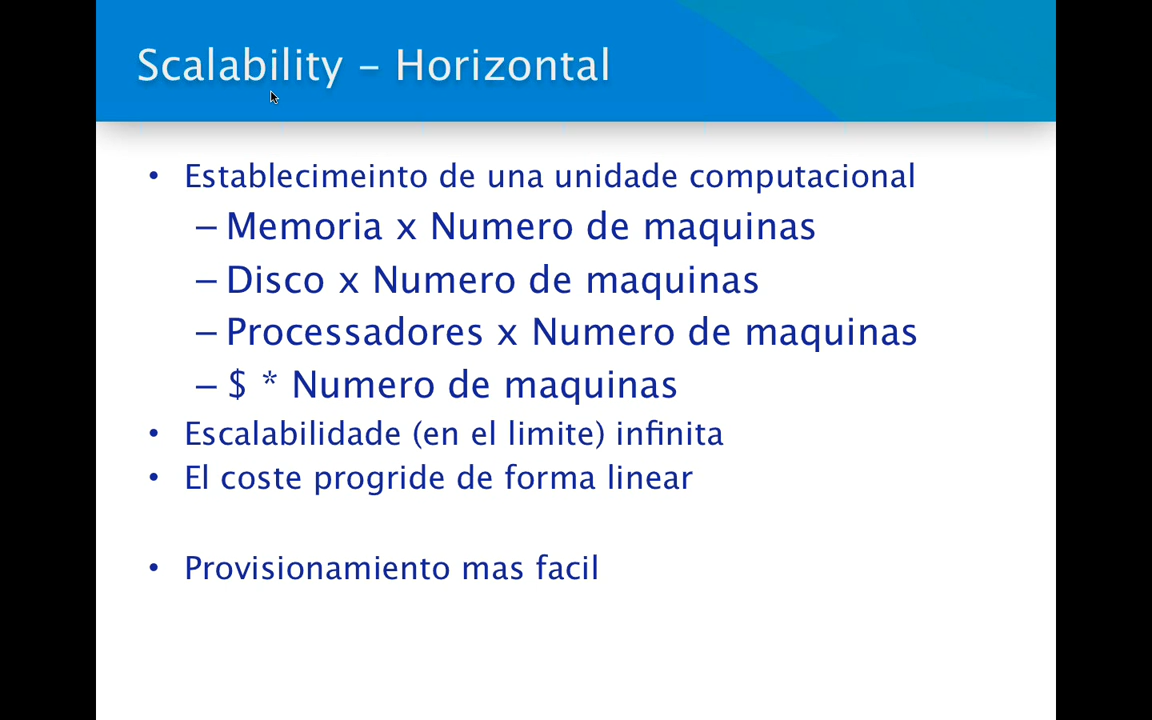 Scalability – Horizontal
• Establecimeinto de una unidade computacional
– Memoria x Numero de maquinas
– Disco x Numero de maquinas
– Processadores x Numero de maquinas
– $ * Numero de maquinas
• Escalabilidade (en el limite) infinita
• El coste progride de forma linear
• Provisionamiento mas facil